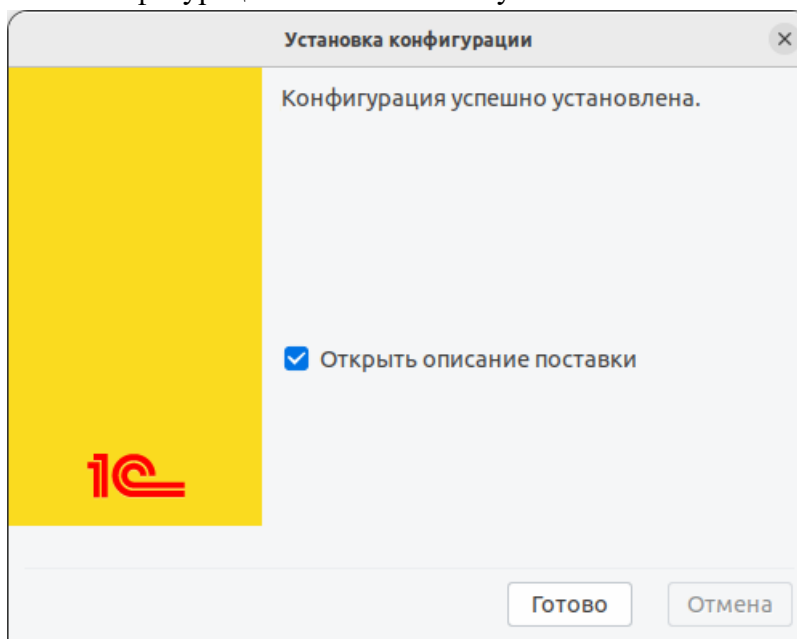 Установка конфигурации
Конфигурация успешно установлена.
Открыть описание поставки
1С
Готово
Отмена